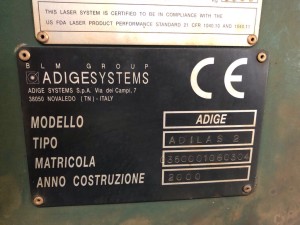 THIS LASER SYSTEM IS CERTIFIED TO BE IN COMPLIANCE WITH THE
US FDA LASER PRODUCT PERFORMANCE STANDARD 21 CFR 1040.10 AND 1040.11
BLM GROUP
ADIGESYSTEMS
ADIGE SYSTEMS S.p.A. Via dei Campi, 7
38050 NOVALEDO (TN) - ITALY
CE
MODELLO ADIGE
TIPO ADILAS 2
MATRICOLA
ANNO COSTRUZIONE 2000